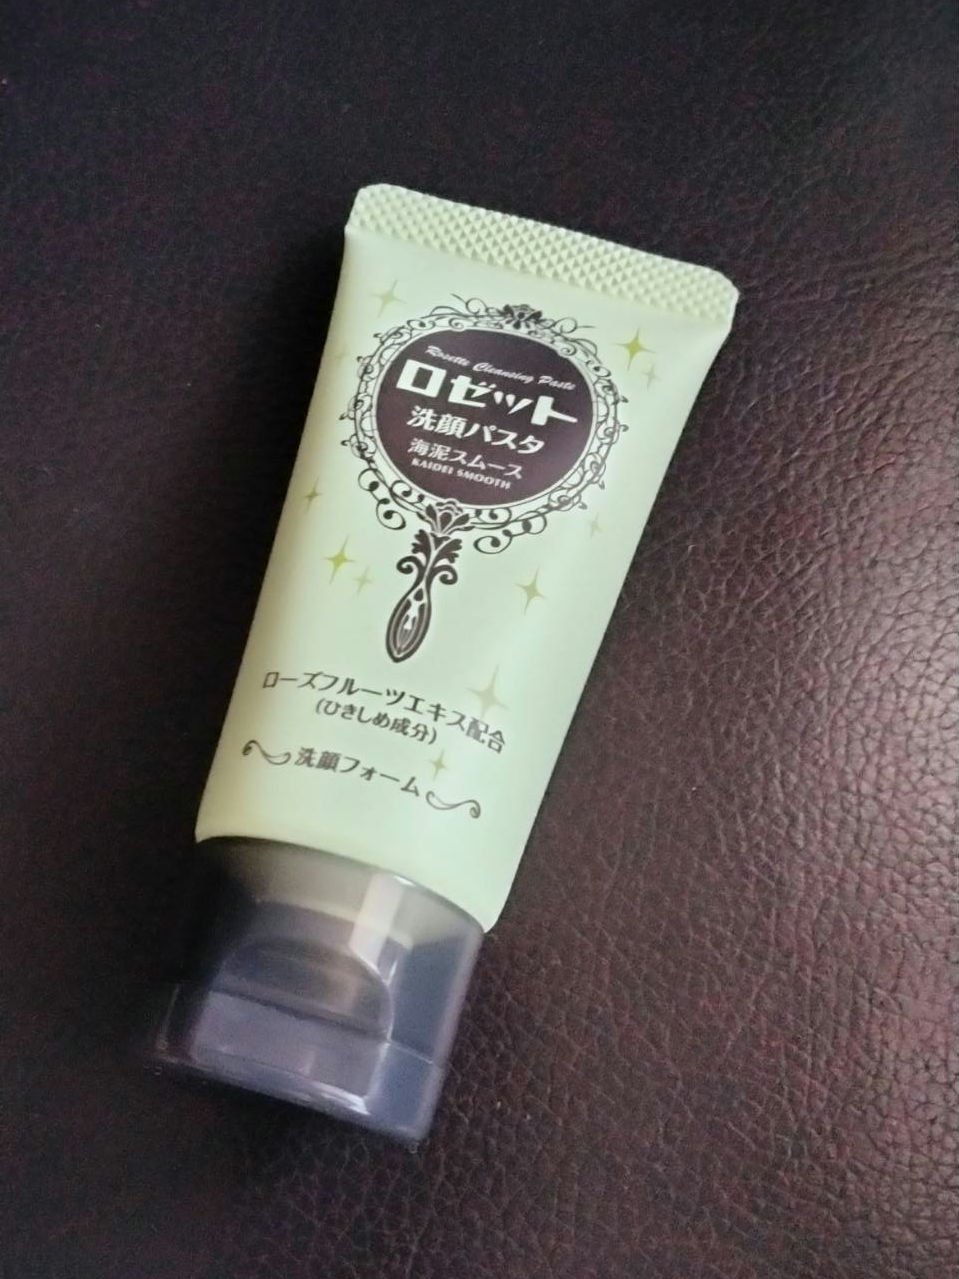 Rosette Cleansing Paste
ロゼット
洗顔パスタ
海泥スムース
KAIDEI SMOOTH
ローズフルーツエキス配合
(ひきしめ成分)
洗顔フォーム